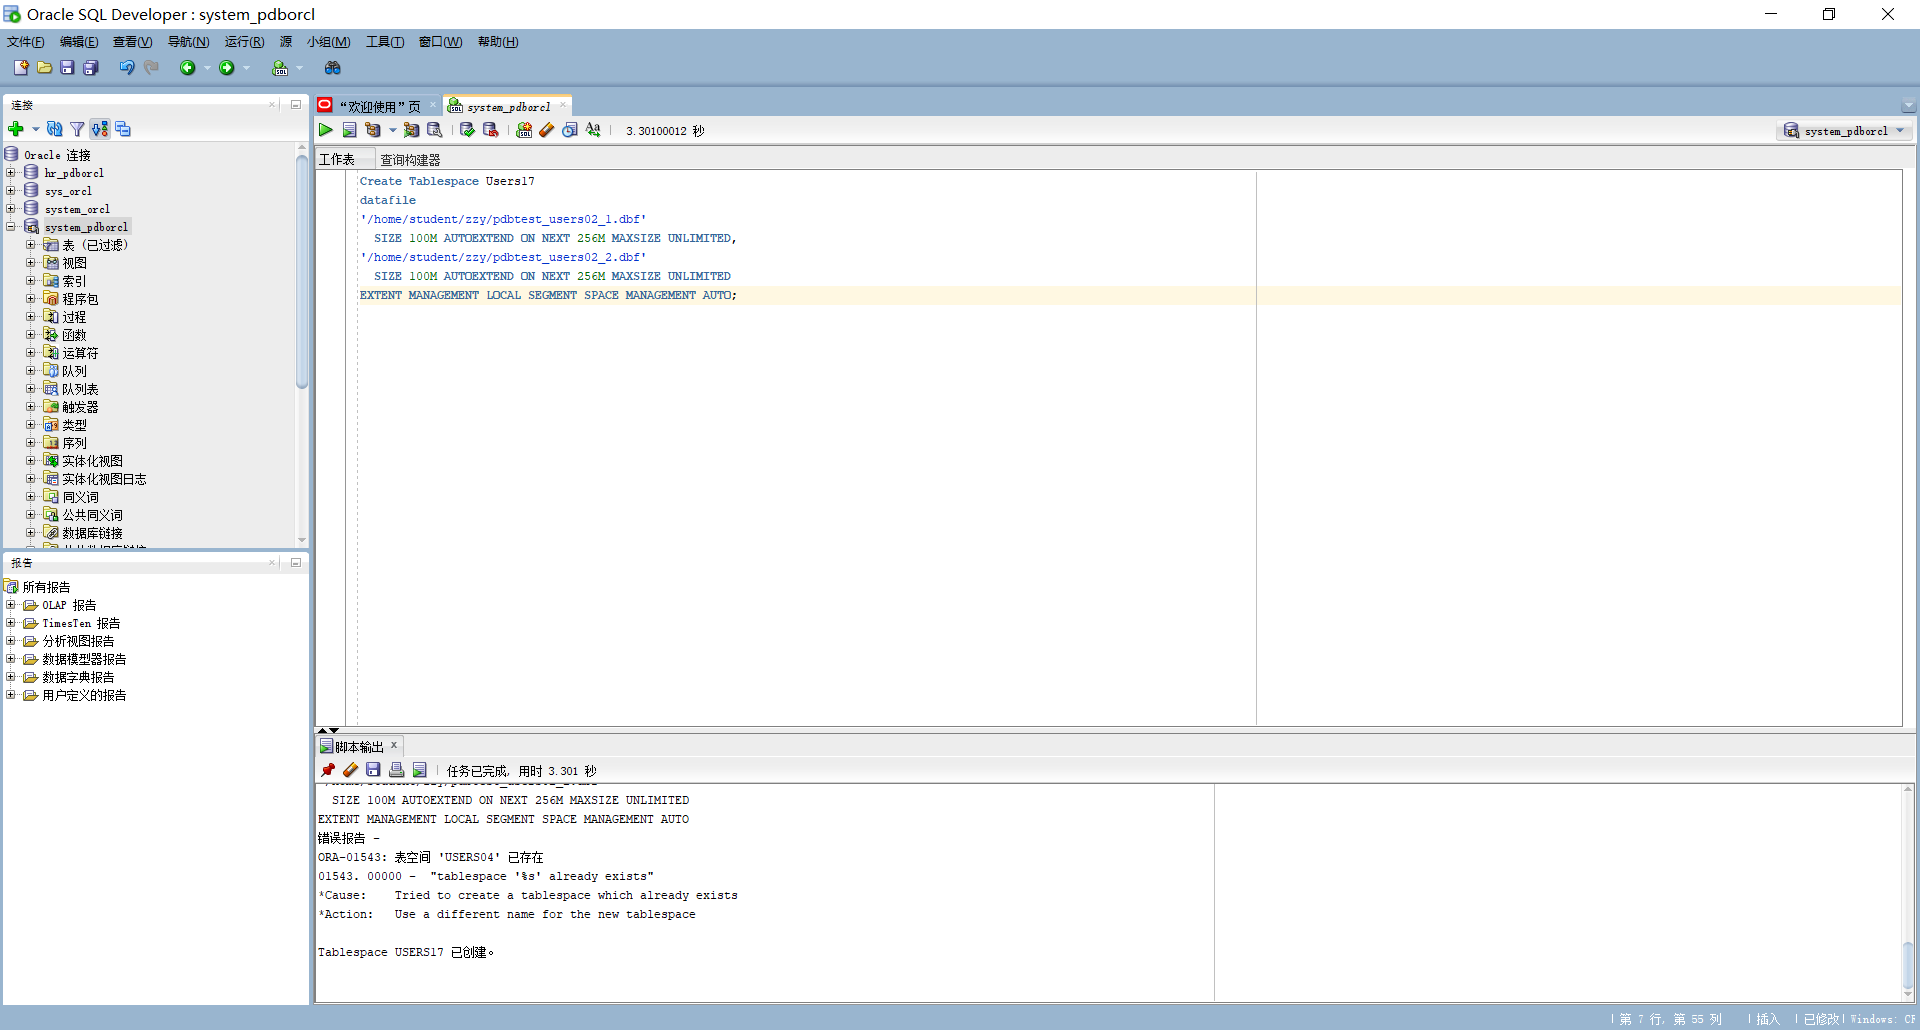 Oracle SQL Developer : system_pdborcl
文件(F) 编辑(E) 查看(V) 导航(N) 运行(R) 源 小组(M) 工具(T) 窗口(W) 帮助(H)
连接
Oracle 连接
hr_pdborcl
sys_orcl
system_orcl
system_pdborcl
表 (已过滤)
视图
索引
程序包
过程
函数
运算符
队列
队列表
触发器
类型
序列
实体化视图
实体化视图日志
同义词
公共同义词
数据库链接
报告
所有报告
OLAP 报告
TimesTen 报告
分析视图报告
数据模型器报告
数据字典报告
用户定义的报告
“欢迎使用”页 system_pdborcl
3.30100012 秒
system_pdborcl
工作表 查询构建器
Create Tablespace Users17
datafile
'/home/student/zzy/pdbtest_users02_1.dbf'
SIZE 100M AUTOEXTEND ON NEXT 256M MAXSIZE UNLIMITED,
'/home/student/zzy/pdbtest_users02_2.dbf'
SIZE 100M AUTOEXTEND ON NEXT 256M MAXSIZE UNLIMITED
EXTENT MANAGEMENT LOCAL SEGMENT SPACE MANAGEMENT AUTO;
脚本输出
任务已完成, 用时 3.301 秒
SIZE 100M AUTOEXTEND ON NEXT 256M MAXSIZE UNLIMITED
EXTENT MANAGEMENT LOCAL SEGMENT SPACE MANAGEMENT AUTO
错误报告 -
ORA-01543: 表空间 'USERS04' 已存在
01543. 00000 - "tablespace '%s' already exists"
*Cause: Tried to create a tablespace which already exists
*Action: Use a different name for the new tablespace
Tablespace USERS17 已创建。
第 7 行, 第 55 列 插入 已修改 Windows: CF